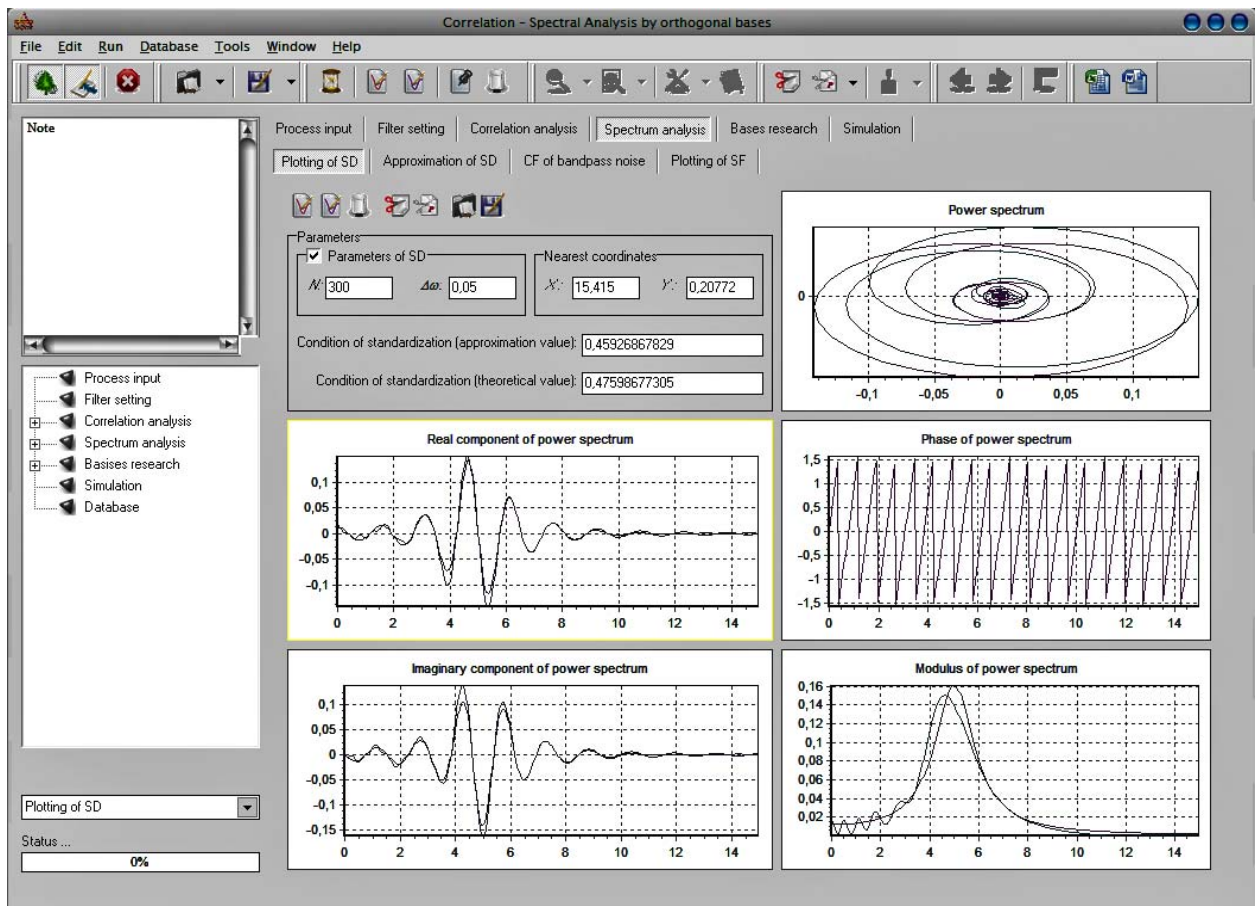 Correlation - Spectral Analysis by orthogonal bases
File Edit Run Database Tools Window Help
Note
Process input Filter setting Correlation analysis Spectrum analysis Bases research Simulation
Plotting of SD Approximation of SD CF of bandpass noise Plotting of SF
Parameters
Parameters of SD
N: 300 Δω: 0,05
Nearest coordinates
X: 15,415 Y: 0,20772
Condition of standardization (approximation value): 0,45926867829
Condition of standardization (theoretical value): 0,47598677305
Power spectrum
0
-0,1 -0,05 0 0,05 0,1
Process input
Filter setting
Correlation analysis
Spectrum analysis
Basises research
Simulation
Database
Real component of power spectrum
0,1
0,05
0
-0,05
-0,1
0 2 4 6 8 10 12 14
Phase of power spectrum
1,5
1
0,5
0
-0,5
-1
-1,5
0 2 4 6 8 10 12 14
Imaginary component of power spectrum
0,1
0,05
0
-0,05
-0,1
-0,15
0 2 4 6 8 10 12 14
Modulus of power spectrum
0,16
0,14
0,12
0,1
0,08
0,06
0,04
0,02
0 2 4 6 8 10 12 14
Plotting of SD
Status ...
0%